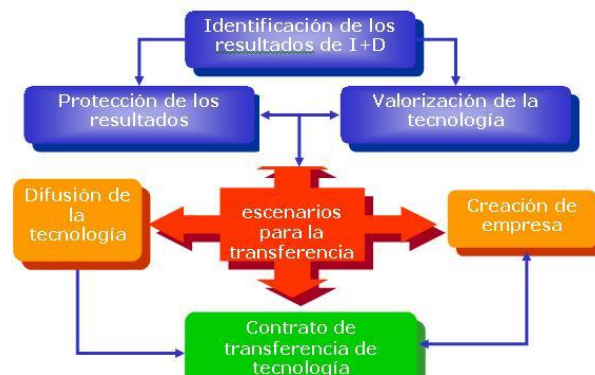 Identificación de los
resultados de I+D
Protección de los
resultados
Valorización de la
tecnología
Difusión de
la
tecnología
escenarios
para la
transferencia
Creación de
empresa
Contrato de
transferencia de
tecnología